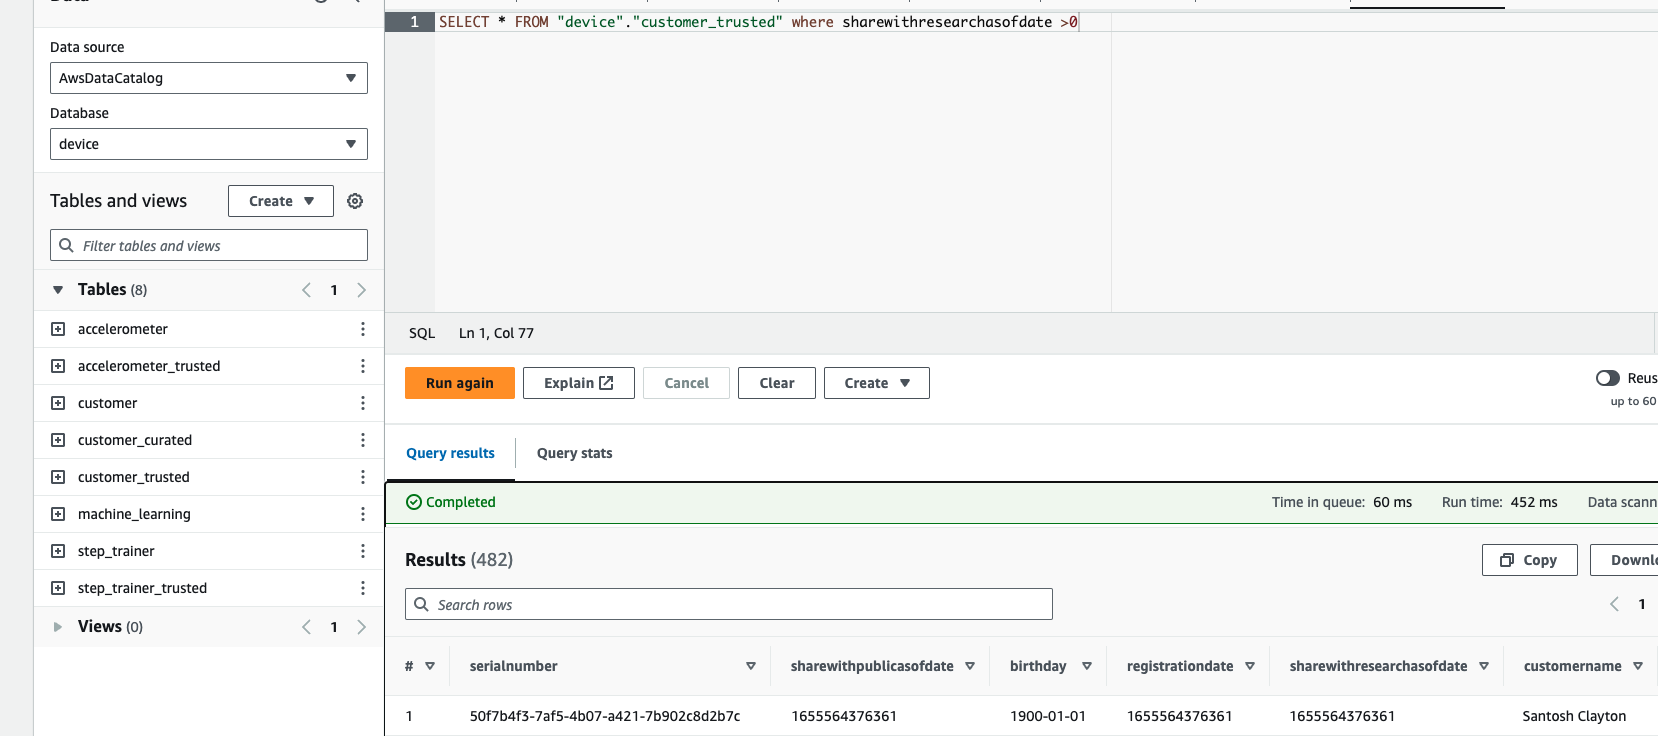 Data source
AwsDataCatalog
Database
device
Tables and views
Create
Filter tables and views
Tables (8)
1
accelerometer
accelerometer_trusted
customer
customer_curated
customer_trusted
machine_learning
step_trainer
step_trainer_trusted
Views (0)
1
1 SELECT * FROM "device"."customer_trusted" where sharewithresearchasofdate >0
SQL Ln 1, Col 77
Run again Explain Cancel Clear Create
Reus
up to 60
Query results Query stats
Completed Time in queue: 60 ms Run time: 452 ms Data scann
Results (482)
Copy Downlo
Search rows
1
# serialnumber sharewithpublicasofdate birthday registrationdate sharewithresearchasofdate customername
1 50f7b4f3-7af5-4b07-a421-7b902c8d2b7c 1655564376361 1900-01-01 1655564376361 1655564376361 Santosh Clayton